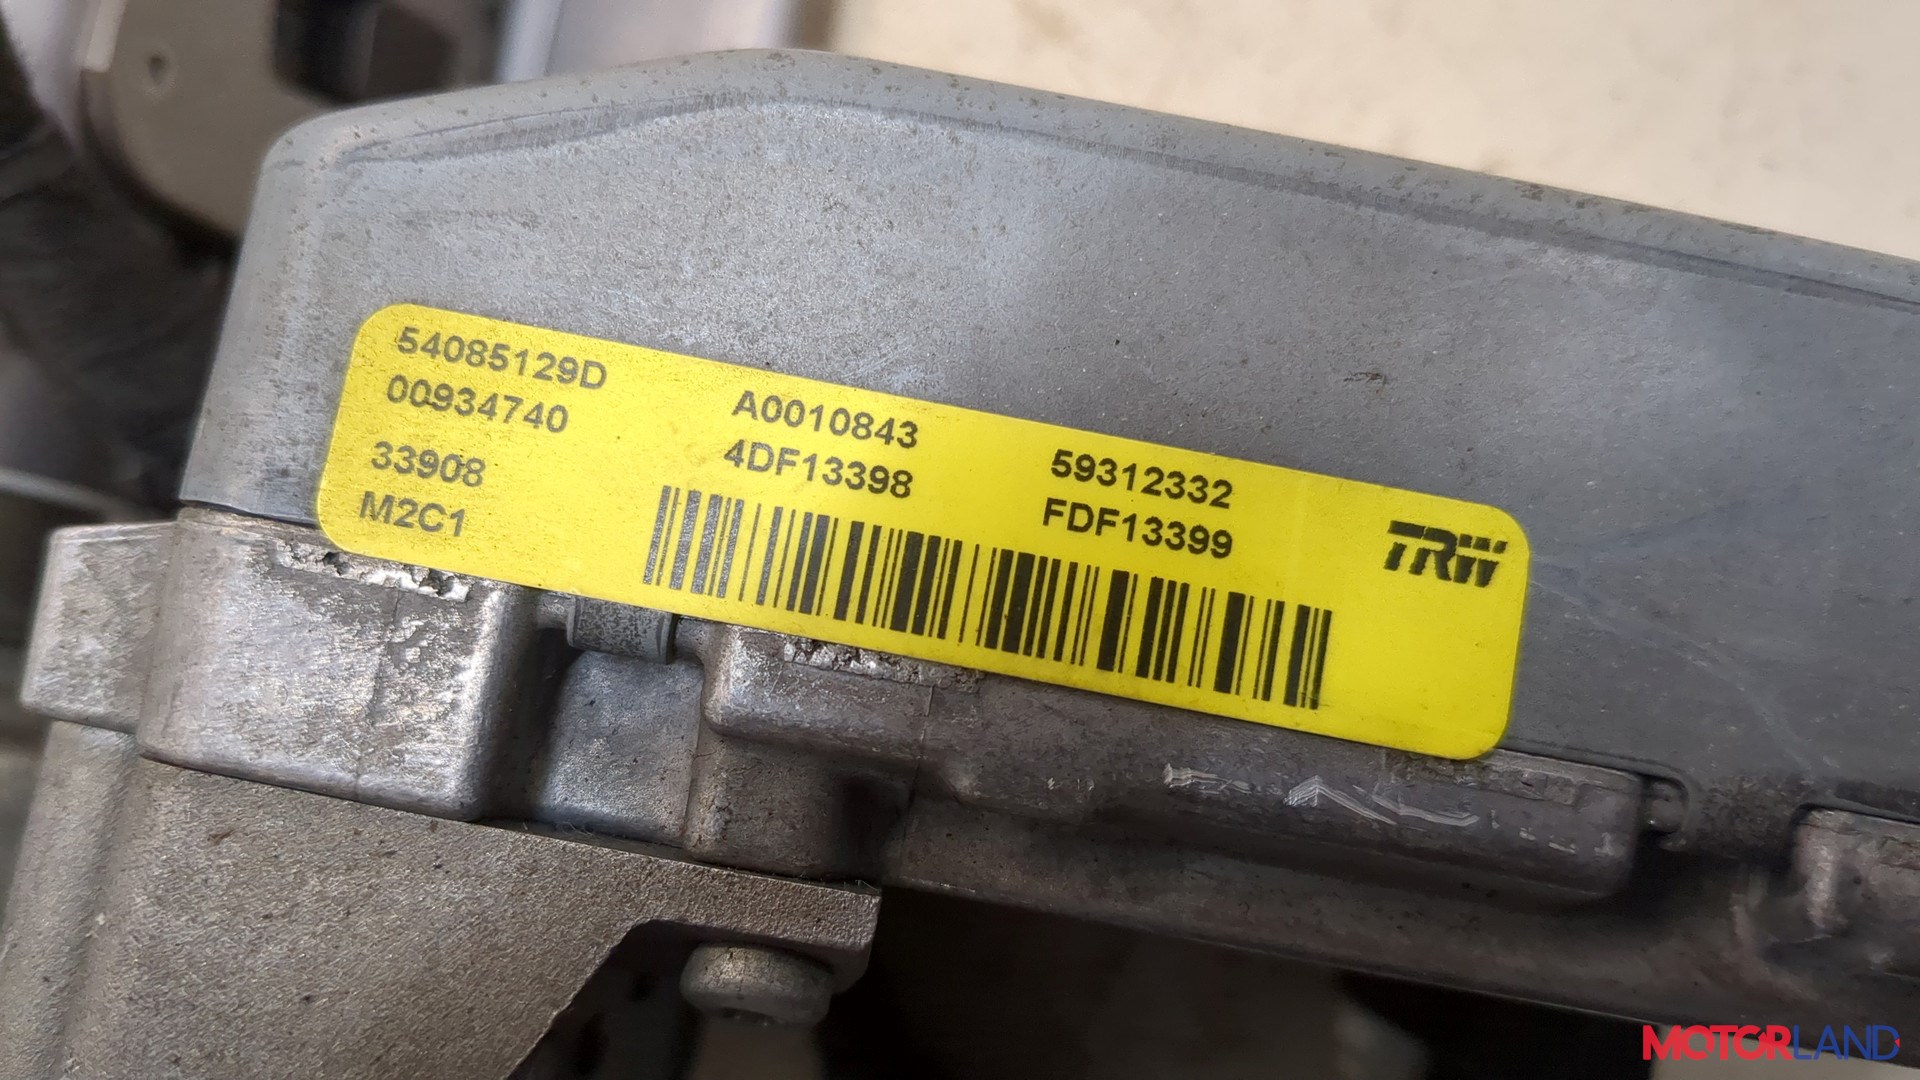 54085129D
00934740
33908
M2C1
A0010843
4DF13398
59312332
FDF13399
TRW
MOTORLAND